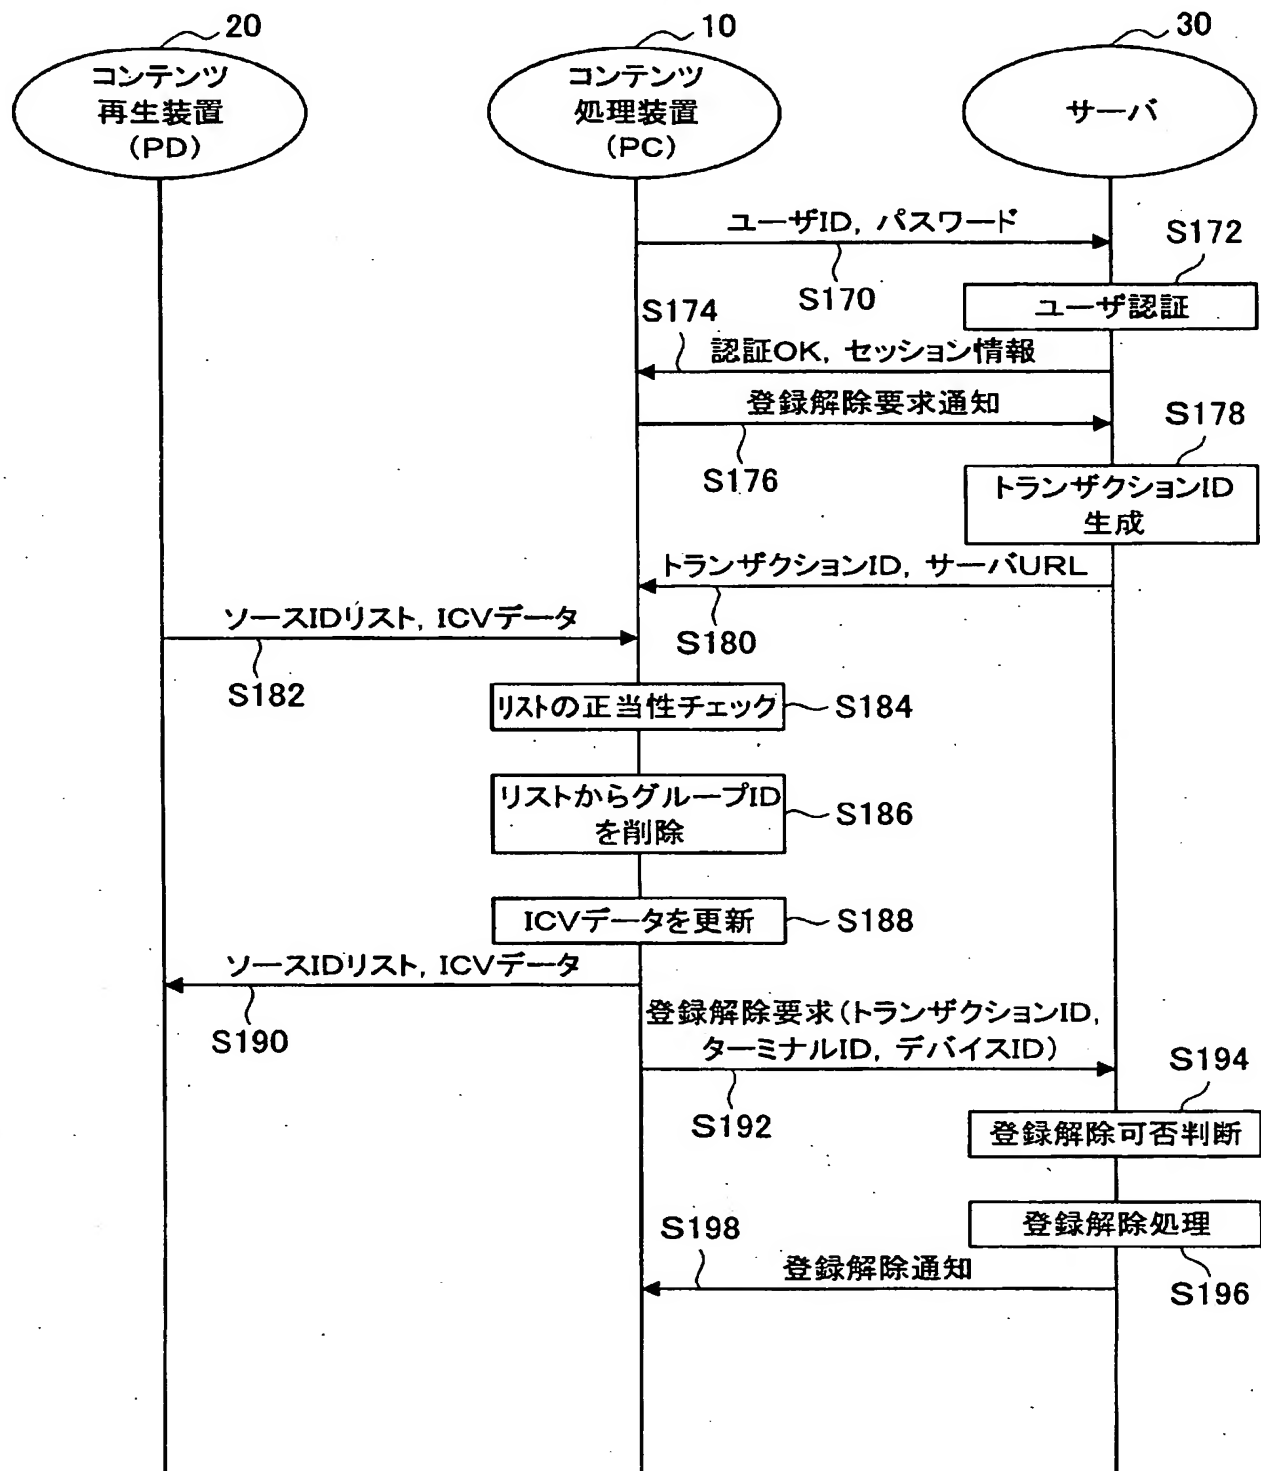 20
10
30
コンテンツ
再生装置
(PD)
コンテンツ
処理装置
(PC)
サーバ
ユーザID, パスワード
S170
S172
ユーザ認証
S174
認証OK, セッション情報
登録解除要求通知
S176
S178
トランザクションID
生成
トランザクションID, サーバURL
S180
ソースIDリスト, ICVデータ
S182
リストの正当性チェック
S184
リストからグループID
を削除
S186
ICVデータを更新
S188
ソースIDリスト, ICVデータ
S190
登録解除要求(トランザクションID,
ターミナルID, デバイスID)
S192
S194
登録解除可否判断
登録解除処理
S196
S198
登録解除通知